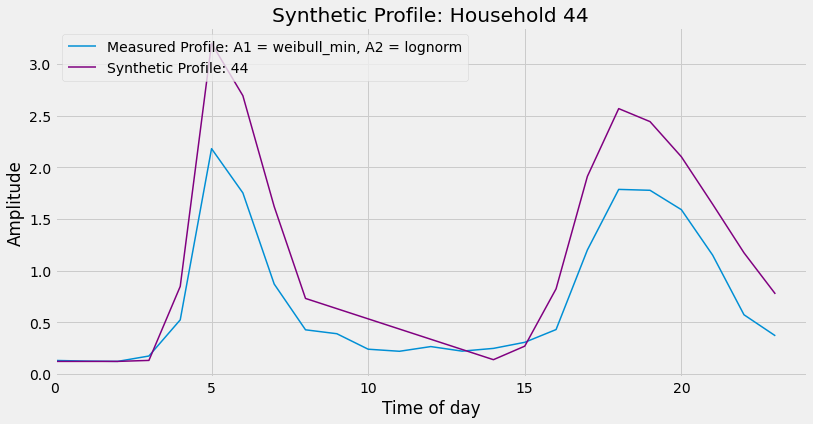 Synthetic Profile: Household 44
Measured Profile: A1 = weibull_min, A2 = lognorm
Synthetic Profile: 44
Amplitude
3.0
2.5
2.0
1.5
1.0
0.5
0.0
0 5 10 15 20
Time of day